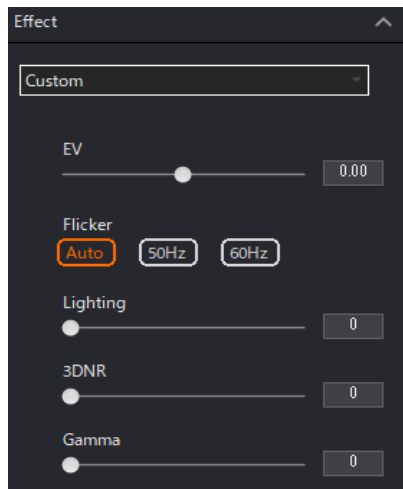 Effect
Custom
EV
0.00
Flicker
Auto 50Hz 60Hz
Lighting
0
3DNR
0
Gamma
0